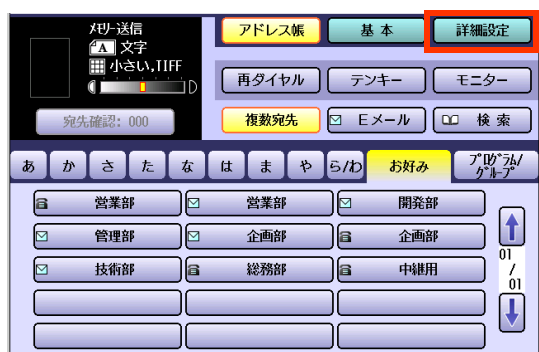 ﾒﾓﾘｰ送信
A 文字
小さい,TIFF
D
宛先確認: 000
アドレス帳
基本
詳細設定
再ダイヤル
テンキー
モニター
複数宛先
Eメール
検索
あ
か
さ
た
な
は
ま
や
ら/わ
お好み
ﾌﾟﾛｸﾞﾗﾑ/
ｸﾞﾙｰﾌﾟ
営業部
営業部
開発部
管理部
企画部
企画部
技術部
総務部
中継用
01
/
01